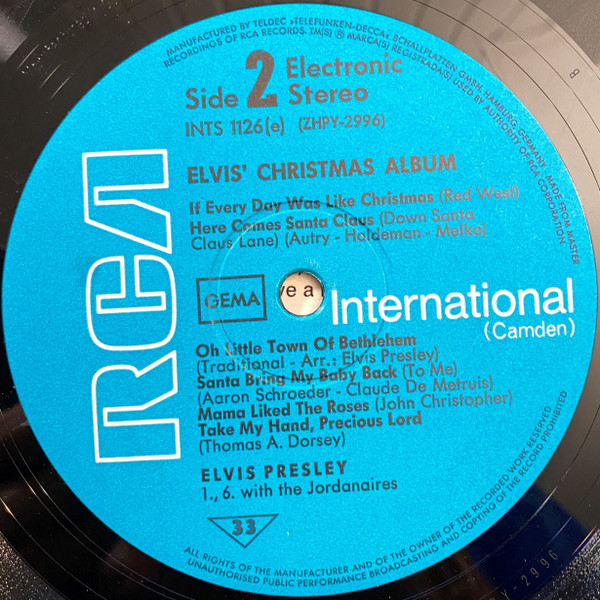 MANUFACTURED BY TELDEC »TELEFUNKEN-DECCA« SCHALLPLATTEN GMBH, HAMBURG, GERMANY, MADE FROM MASTER
RECORDINGS OF RCA RECORDS. TM(S) ® MARCA(S) REGISTRADA(S) USED BY AUTHORITY OF RCA CORPORATION.
Side 2 Electronic
Stereo
INTS 1126(e) (ZHPY-2996)
ELVIS' CHRISTMAS ALBUM
If Every Day Was Like Christmas (Red West)
Here Comes Santa Claus (Down Santa
Claus Lane) (Autry - Haldeman - Melka)
RCA
GEMA
ve a
International
(Camden)
Oh Little Town Of Bethlehem
(Traditional - Arr.: Elvis Presley)
Santa Bring My Baby Back (To Me)
(Aaron Schroeder - Claude De Metruis)
Mama Liked The Roses (John Christopher)
Take My Hand, Precious Lord
(Thomas A. Dorsey)
ELVIS PRESLEY
1., 6. with the Jordanaires
33
ALL RIGHTS OF THE MANUFACTURER AND OF THE OWNER OF THE RECORDED WORK RESERVED
UNAUTHORISED PUBLIC PERFORMANCE BROADCASTING AND COPYING OF THE RECORD PROHIBITED
Y-2996